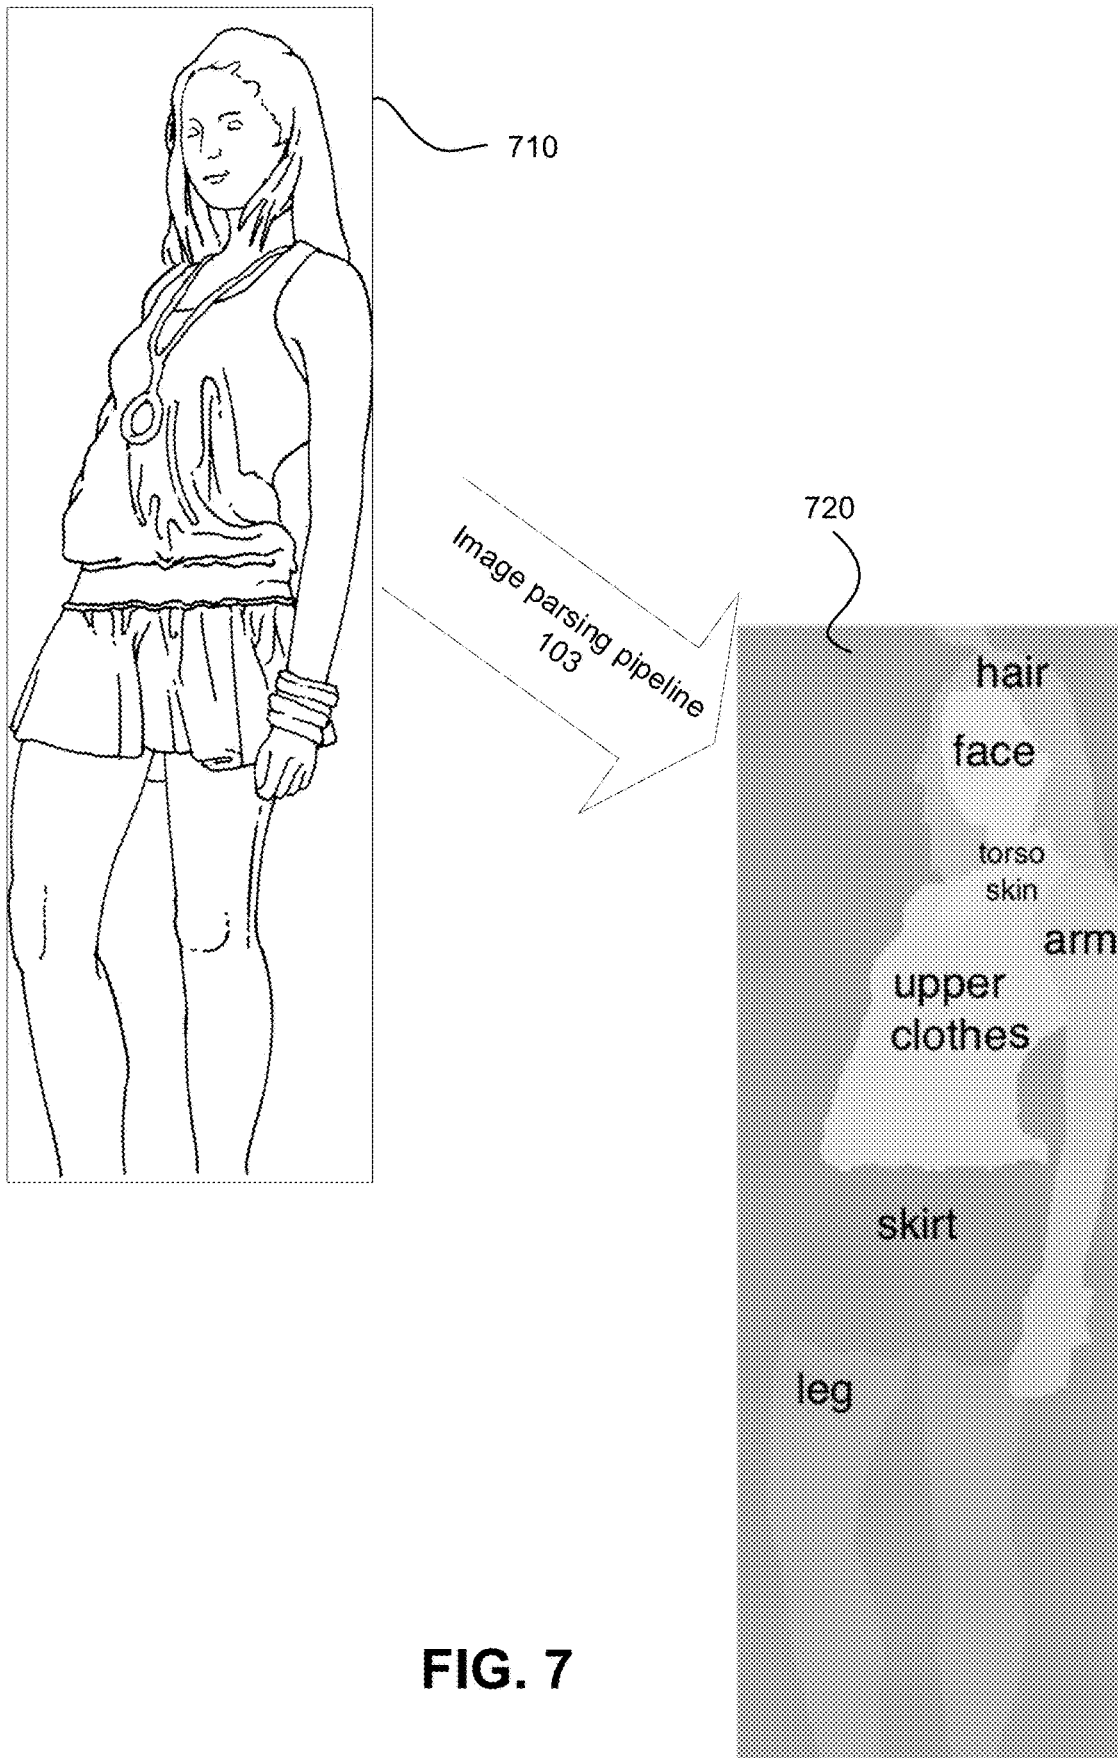 710
720
Image parsing pipeline
103
hair
face
torso
skin
arm
upper
clothes
skirt
leg
FIG. 7